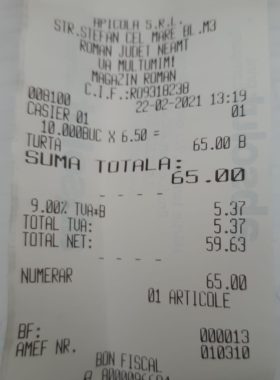 APICOLA S.R.L.
STR.STEFAN CEL MARE BL.M3
ROMAN JUDET NEAMT
VA MULTUMIM!
MAGAZIN ROMAN
C.I.F.:RO9318238
008100 22-02-2021 13:19
CASIER 01 01
10.000BUC X 6.50 =
TURTA 65.00 B
SUMA TOTALA:
65.00
- - - -
9.00% TVA*B 5.37
TOTAL TVA: 5.37
TOTAL NET: 59.63
- - - -
NUMERAR 65.00
01 ARTICOLE
BF: 000013
AMEF NR. 010310
BON FISCAL